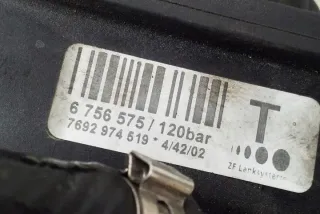 T
6 756 575 / 120bar
7692 974 519 * 4/42/02
ZF Lenksysteme